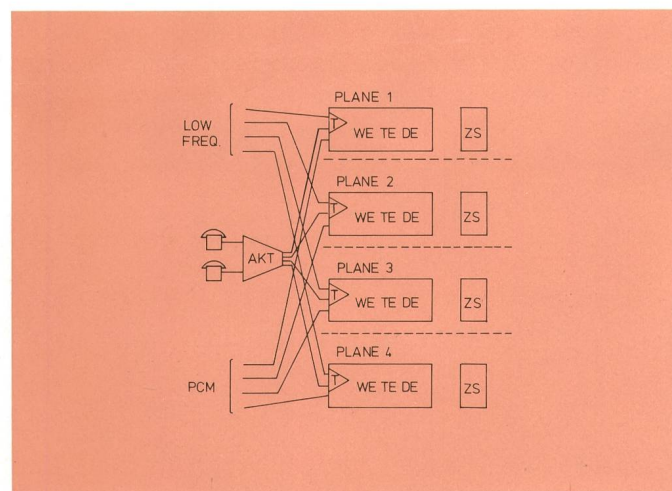 PLANE 1
LOW
FREQ.
T
WE TE DE
ZS
PLANE 2
T
WE TE DE
ZS
AKT
PLANE 3
T
WE TE DE
ZS
PLANE 4
PCM
T
WE TE DE
ZS